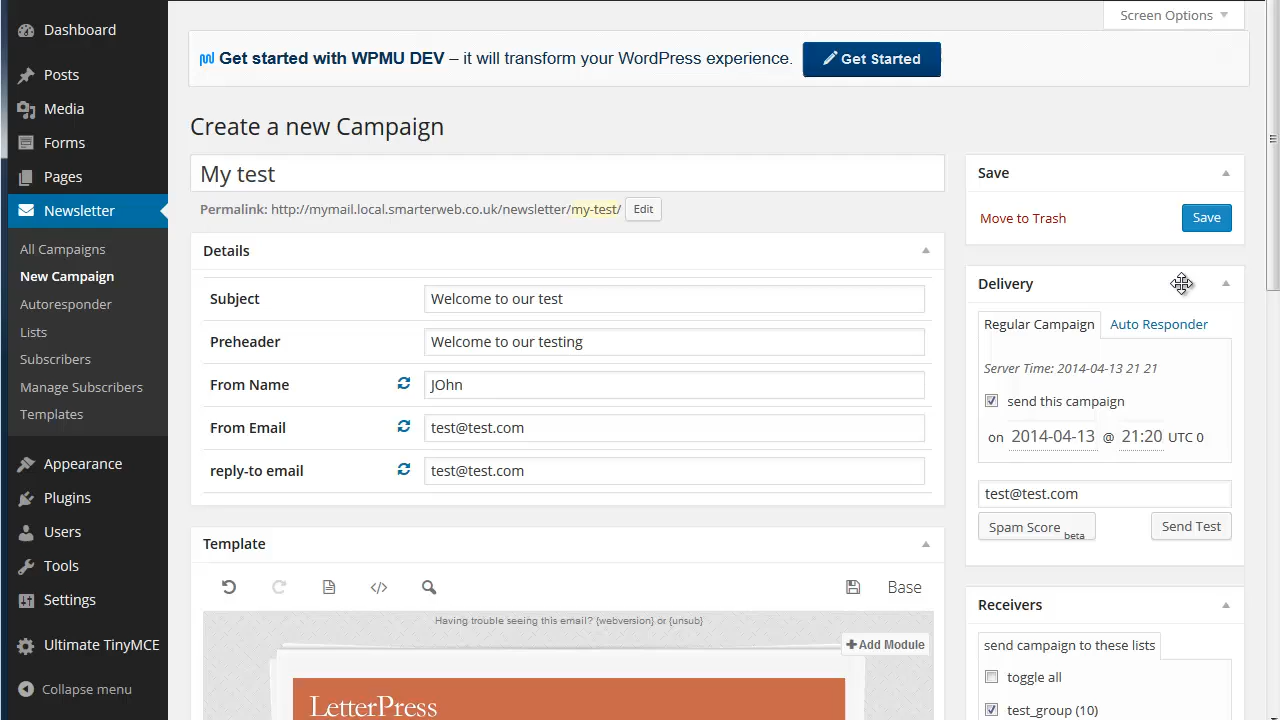 Screen Options
Dashboard
Posts
Media
Forms
Pages
Newsletter
All Campaigns
New Campaign
Autoresponder
Lists
Subscribers
Manage Subscribers
Templates
Appearance
Plugins
Users
Tools
Settings
Ultimate TinyMCE
Collapse menu
Get started with WPMU DEV – it will transform your WordPress experience.
Get Started
Create a new Campaign
My test
Permalink: http://mymail.local.smarterweb.co.uk/newsletter/my-test/ Edit
Details
Subject Welcome to our test
Preheader Welcome to our testing
From Name JOhn
From Email test@test.com
reply-to email test@test.com
Template
Base
Having trouble seeing this email? {webversion} or {unsub}
Add Module
LetterPress
Save
Move to Trash Save
Delivery
Regular Campaign Auto Responder
Server Time: 2014-04-13 21 21
send this campaign
on 2014-04-13 @ 21:20 UTC 0
test@test.com
Spam Score beta Send Test
Receivers
send campaign to these lists
toggle all
test_group (10)